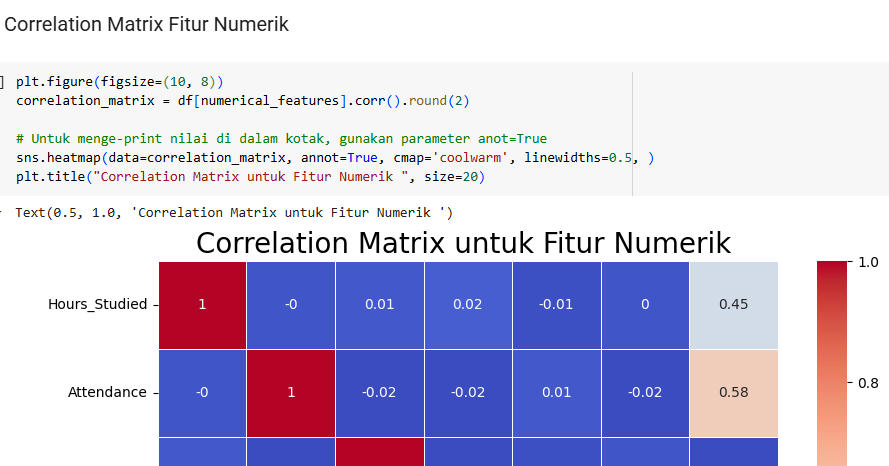 Correlation Matrix Fitur Numerik
] plt.figure(figsize=(10, 8))
correlation_matrix = df[numerical_features].corr().round(2)
# Untuk menge-print nilai di dalam kotak, gunakan parameter anot=True
sns.heatmap(data=correlation_matrix, annot=True, cmap='coolwarm', linewidths=0.5, )
plt.title("Correlation Matrix untuk Fitur Numerik ", size=20)
Text(0.5, 1.0, 'Correlation Matrix untuk Fitur Numerik ')
Correlation Matrix untuk Fitur Numerik
1.0
Hours_Studied 1 -0 0.01 0.02 -0.01 0 0.45
0.8
Attendance -0 1 -0.02 -0.02 0.01 -0.02 0.58